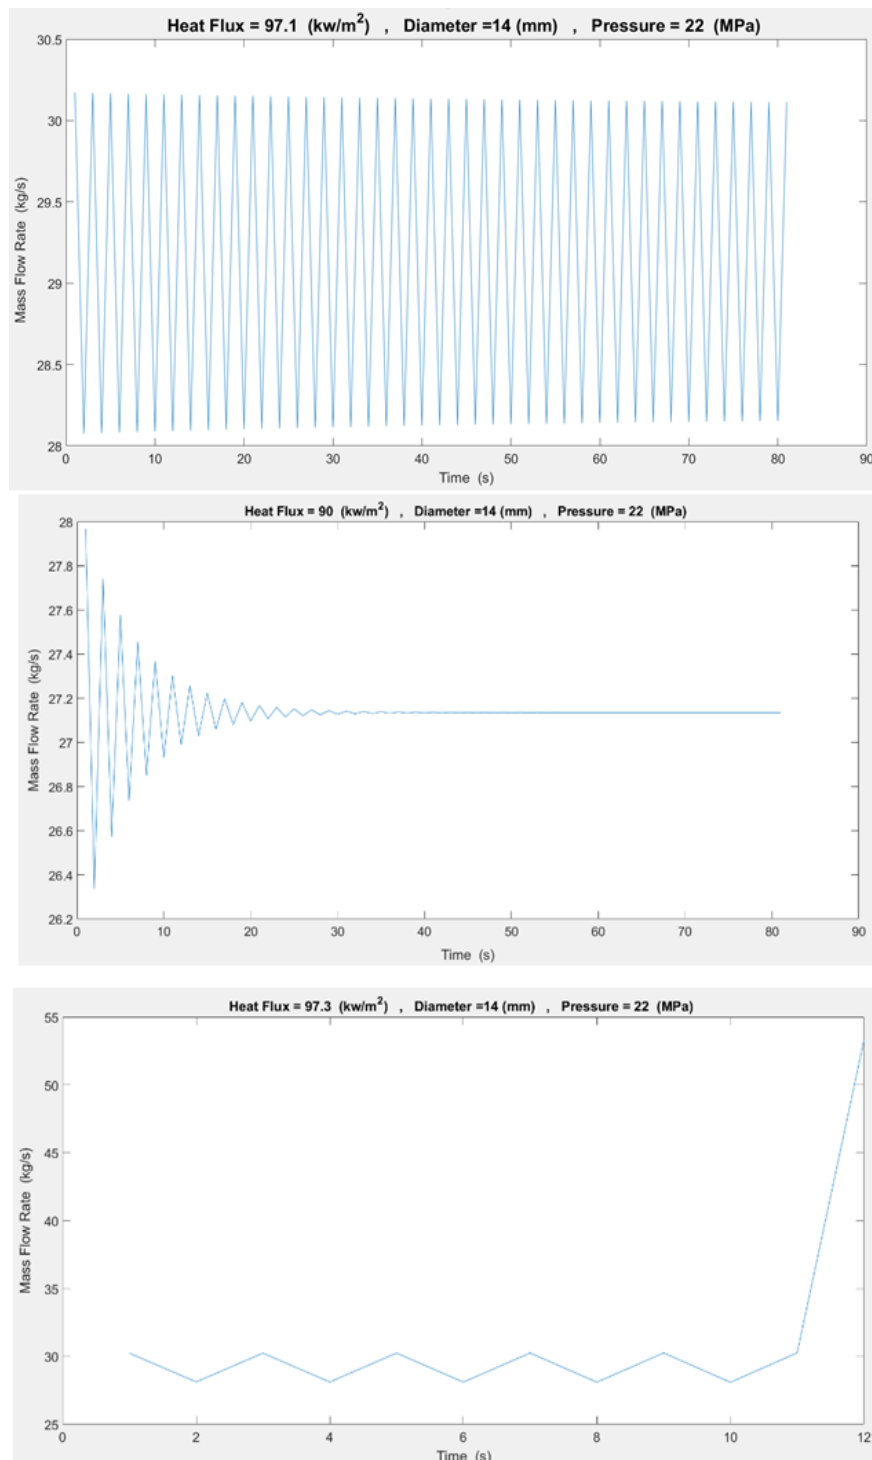 Heat Flux = 97.1 (kw/m²) , Diameter =14 (mm) , Pressure = 22 (MPa)
30.5
30
29.5
29
28.5
28
Mass Flow Rate (kg/s)
0 10 20 30 40 50 60 70 80 90
Time (s)
Heat Flux = 90 (kw/m²) , Diameter =14 (mm) , Pressure = 22 (MPa)
28
27.8
27.6
27.4
27.2
27
26.8
26.6
26.4
26.2
Mass Flow Rate (kg/s)
0 10 20 30 40 50 60 70 80 90
Time (s)
Heat Flux = 97.3 (kw/m²) , Diameter =14 (mm) , Pressure = 22 (MPa)
55
50
45
40
35
30
25
Mass Flow Rate (kg/s)
0 2 4 6 8 10 12
Time (s)